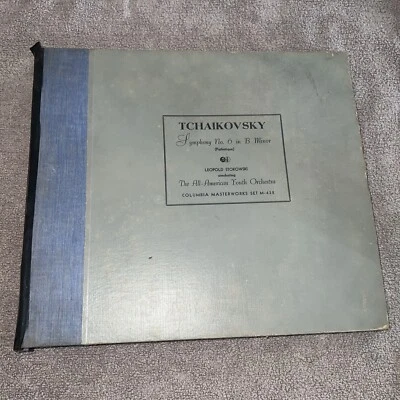 TCHAIKOVSKY
Symphony No. 6 in B Minor
(Pathetique)
LEOPOLD STOKOWSKI
conducting
The All-American Youth Orchestra
COLUMBIA MASTERWORKS SET M-432